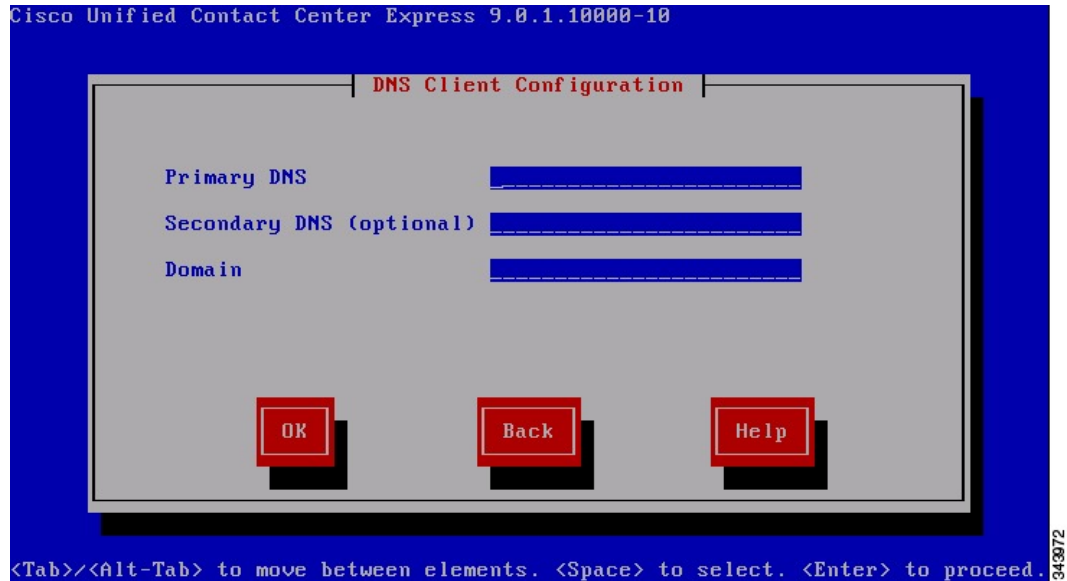 Cisco Unified Contact Center Express 9.0.1.10000-10
DNS Client Configuration
Primary DNS
Secondary DNS (optional)
Domain
OK Back Help
<Tab>/<Alt-Tab> to move between elements. <Space> to select. <Enter> to proceed.
343972